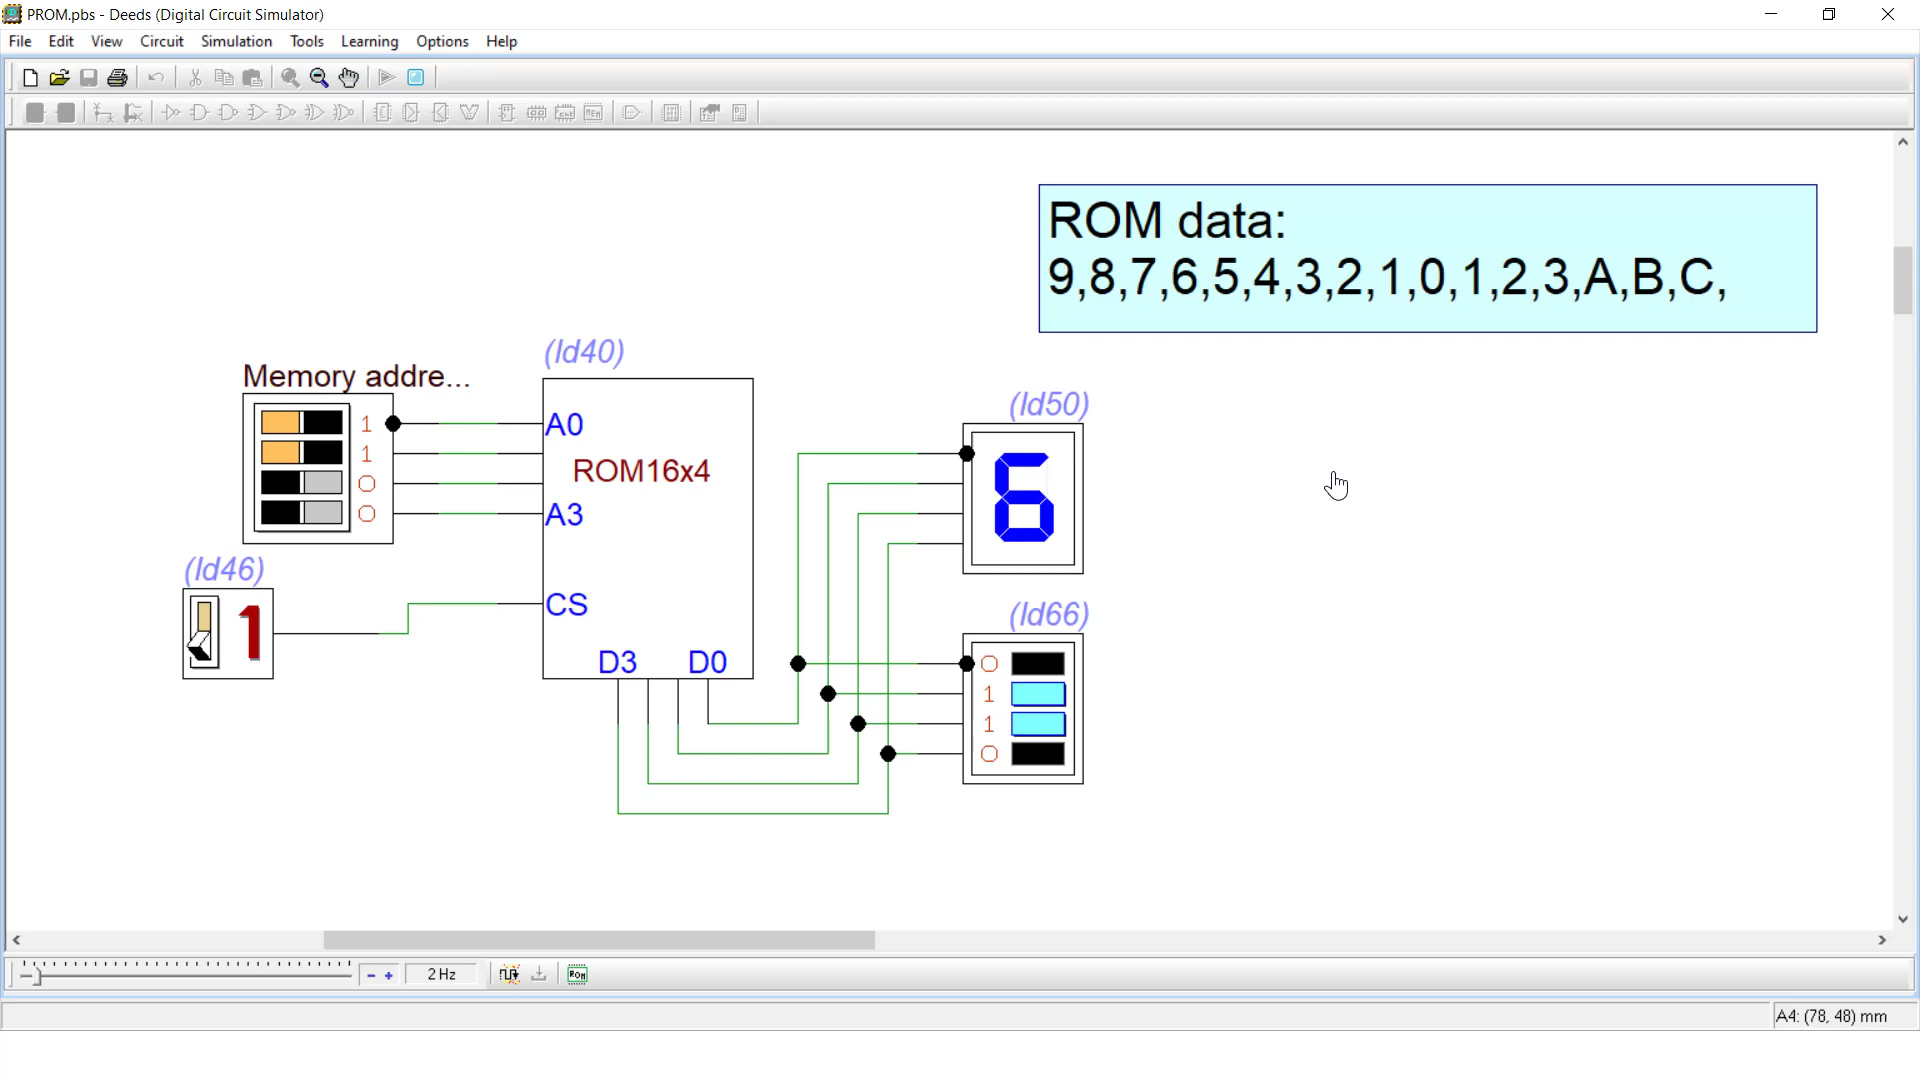 PROM.pbs - Deeds (Digital Circuit Simulator)
File Edit View Circuit Simulation Tools Learning Options Help
ROM data:
9,8,7,6,5,4,3,2,1,0,1,2,3,A,B,C,
(Id40)
Memory addre...
1
1
0
0
A0
ROM16x4
A3
CS
D3 D0
(Id46)
1
(Id50)
6
(Id66)
0
1
1
0
- +
2 Hz
ROM
A4: (78, 48) mm